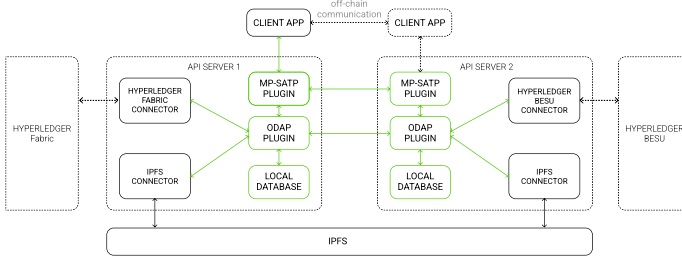 off-chain
communication
CLIENT APP
CLIENT APP
API SERVER 1
API SERVER 2
HYPERLEDGER
Fabric
HYPERLEDGER
FABRIC
CONNECTOR
MP-SATP
PLUGIN
MP-SATP
PLUGIN
HYPERLEDGER
BESU
CONNECTOR
HYPERLEDGER
BESU
ODAP
PLUGIN
ODAP
PLUGIN
IPFS
CONNECTOR
LOCAL
DATABASE
LOCAL
DATABASE
IPFS
CONNECTOR
IPFS